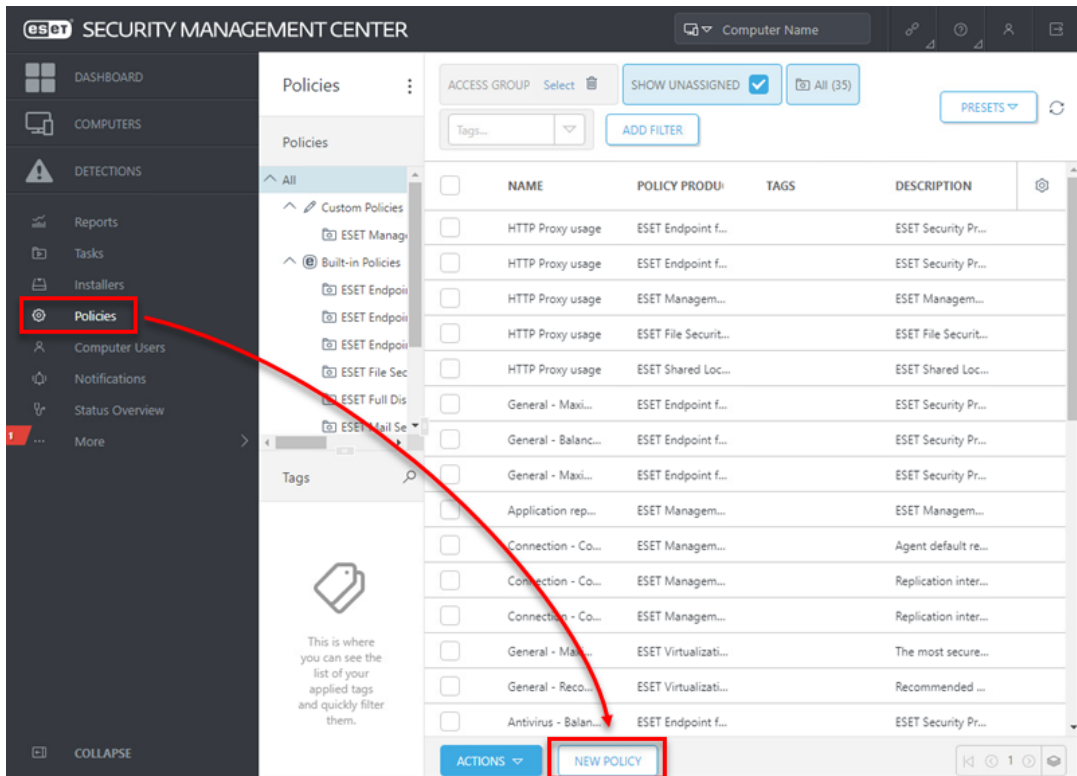 eset SECURITY MANAGEMENT CENTER
Computer Name
DASHBOARD
COMPUTERS
DETECTIONS
Reports
Tasks
Installers
Policies
Computer Users
Notifications
Status Overview
1
More
COLLAPSE
Policies
Policies
All
Custom Policies
ESET Manage
Built-in Policies
ESET Endpoin
ESET Endpoin
ESET Endpoin
ESET File Sec
ESET Full Dis
ESET Mail Se
Tags
This is where
you can see the
list of your
applied tags
and quickly filter
them.
ACCESS GROUP Select SHOW UNASSIGNED All (35)
Tags... ADD FILTER PRESETS
NAME POLICY PRODU TAGS DESCRIPTION
HTTP Proxy usage ESET Endpoint f... ESET Security Pr...
HTTP Proxy usage ESET Endpoint f... ESET Security Pr...
HTTP Proxy usage ESET Managem... ESET Managem...
HTTP Proxy usage ESET File Securit... ESET File Securit...
HTTP Proxy usage ESET Shared Loc... ESET Shared Loc...
General - Maxi... ESET Endpoint f... ESET Security Pr...
General - Balanc... ESET Endpoint f... ESET Security Pr...
General - Maxi... ESET Endpoint f... ESET Security Pr...
Application rep... ESET Managem... ESET Managem...
Connection - Co... ESET Managem... Agent default re...
Connection - Co... ESET Managem... Replication inter...
Connection - Co... ESET Managem... Replication inter...
General - Maxi... ESET Virtualizati... The most secure...
General - Reco... ESET Virtualizati... Recommended ...
Antivirus - Balan... ESET Endpoint f... ESET Security Pr...
ACTIONS NEW POLICY 1